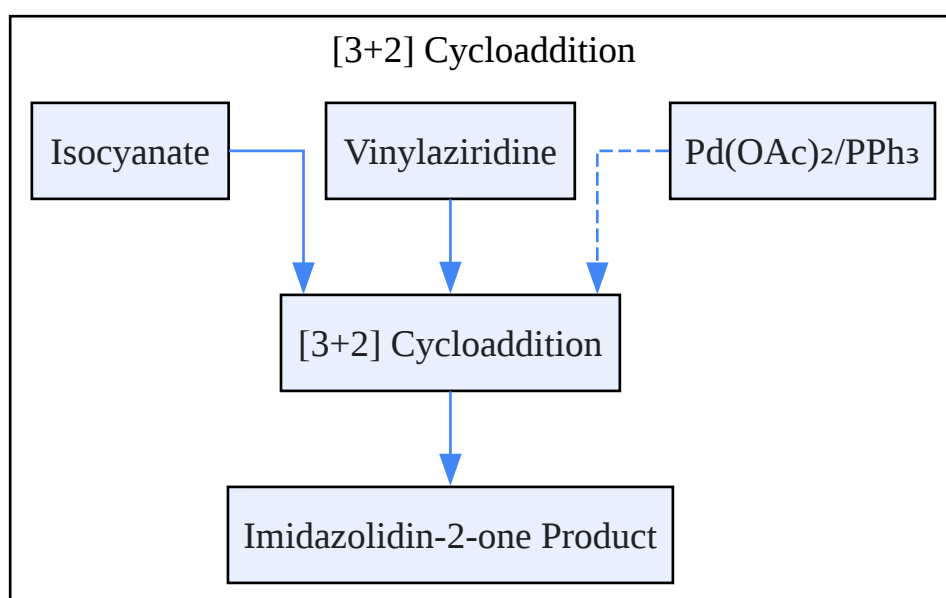 [3+2] Cycloaddition
Isocyanate
Vinylaziridine
Pd(OAc)₂/PPh₃
[3+2] Cycloaddition
Imidazolidin-2-one Product